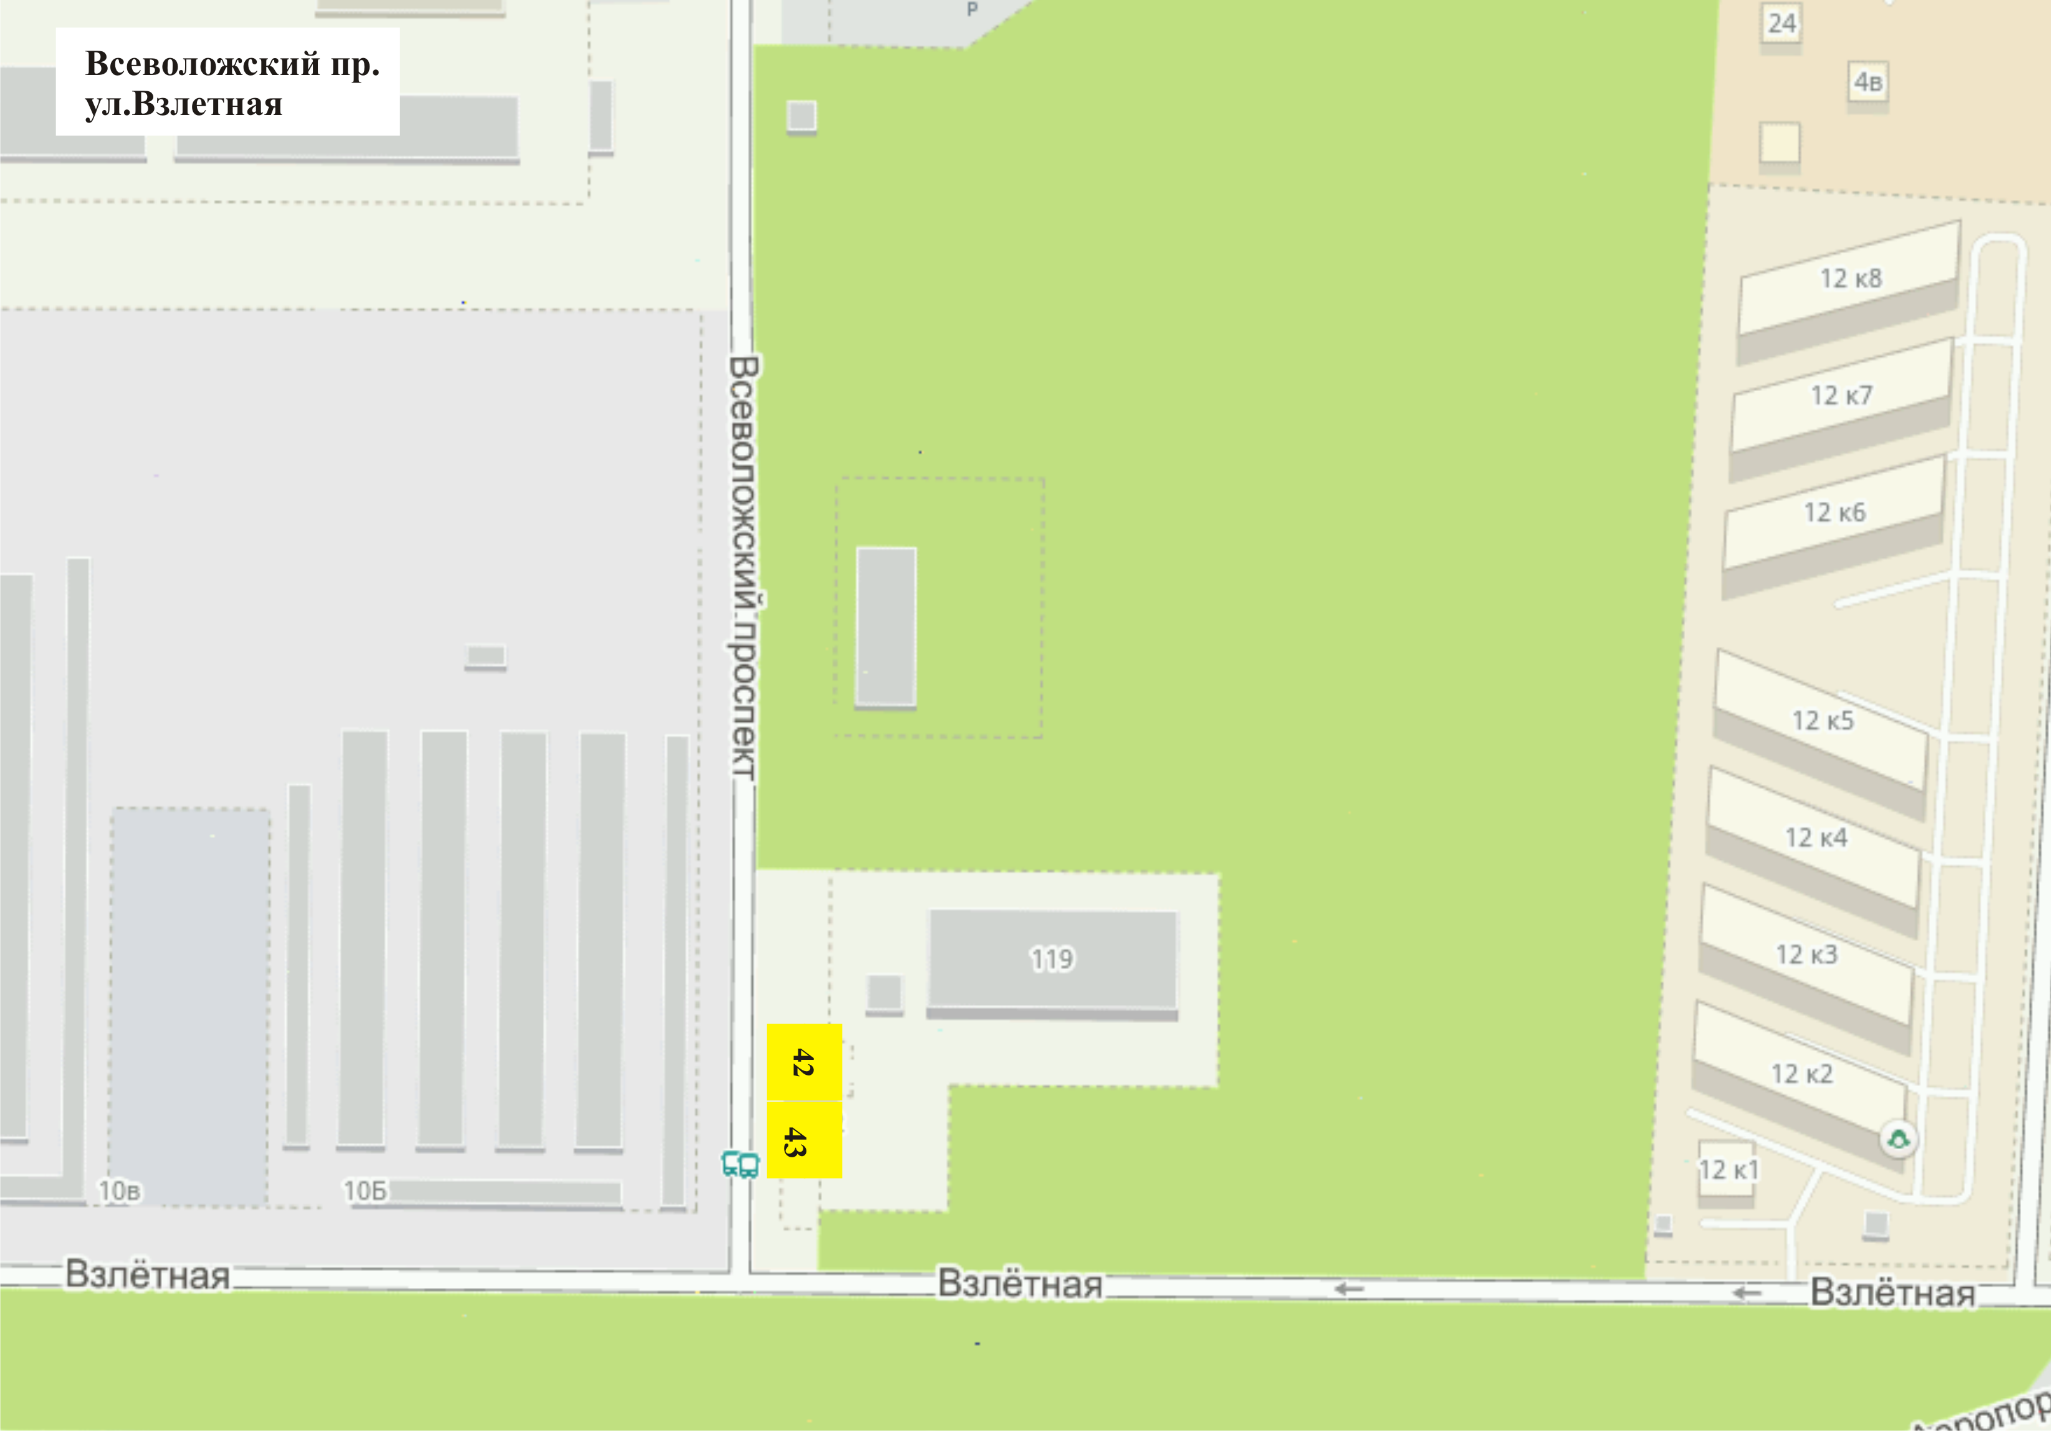 Р
24
Всеволожский пр.
ул.Взлетная
4в
12 к8
12 к7
Всеволожский проспект
12 к6
12 к5
12 к4
119
12 к3
42
12 к2
43
12 к1
10в
10Б
Взлётная
Взлётная
Взлётная